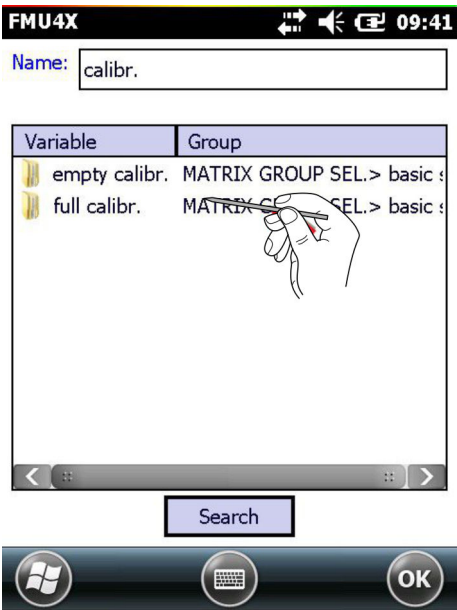 FMU4X 09:41
Name: calibr.
Variable Group
empty calibr. MATRIX GROUP SEL.> basic s
full calibr. MATRIX GROUP SEL.> basic s
Search
OK